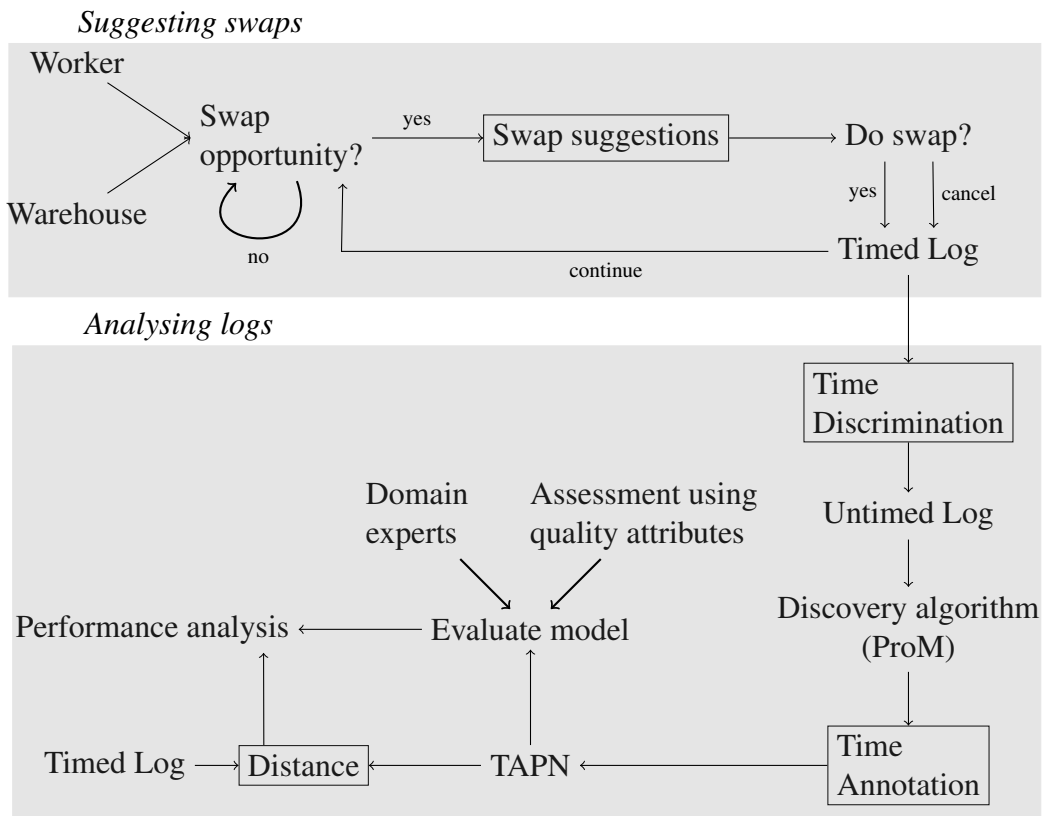 Suggesting swaps
Worker
Swap
opportunity?
yes
Swap suggestions
Do swap?
yes
cancel
Warehouse
no
continue
Timed Log
Analysing logs
Time
Discrimination
Domain
experts
Assessment using
quality attributes
Untimed Log
Discovery algorithm
(ProM)
Performance analysis
Evaluate model
Timed Log
Distance
TAPN
Time
Annotation